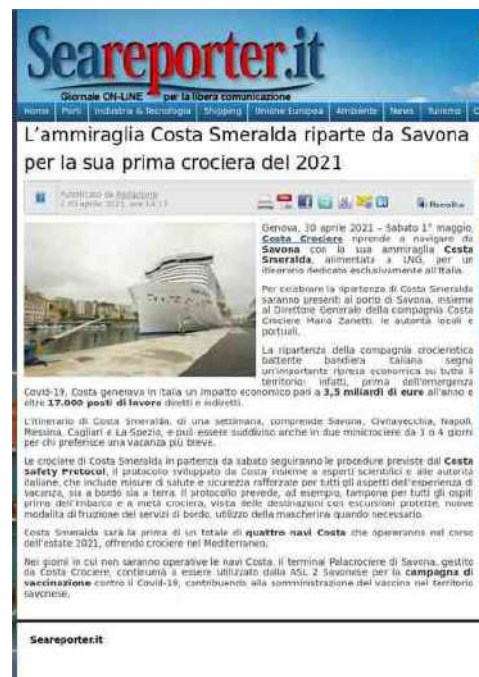 Seareporter.it
Giornale ON-LINE per la libera comunicazione
Home Porti Industria & Tecnologia Shipping Unione Europea Ambiente News Turismo
L'ammiraglia Costa Smeralda riparte da Savona
per la sua prima crociera del 2021
Pubblicato da Redazione
30 aprile 2021, ore 14:17
Ascolta
Genova, 30 aprile 2021 – Sabato 1° maggio,
Costa Crociere riprende a navigare da
Savona con la sua ammiraglia Costa
Smeralda, alimentata a LNG, per un
itinerario dedicato esclusivamente all'Italia.
Per celebrare la ripartenza di Costa Smeralda
saranno presenti al porto di Savona, insieme
al Direttore Generale della compagnia Costa
Crociere Mario Zanetti, le autorità locali e
portuali.
La ripartenza della compagnia crocieristica
battente bandiera italiana segna
un'importante ripresa economica su tutto il
territorio: infatti, prima dell'emergenza
Covid-19, Costa generava in Italia un impatto economico pari a 3,5 miliardi di euro all'anno e
oltre 17.000 posti di lavoro diretti e indiretti.
L'itinerario di Costa Smeralda, di una settimana, comprende Savona, Civitavecchia, Napoli,
Messina, Cagliari e La Spezia, e può essere suddiviso anche in due minicrociere da 3 o 4 giorni
per chi preferisce una vacanza più breve.
Le crociere di Costa Smeralda in partenza da sabato seguiranno le procedure previste dal Costa
Safety Protocol, il protocollo sviluppato da Costa insieme a esperti scientifici e alle autorità
italiane, che include misure di salute e sicurezza rafforzate per tutti gli aspetti dell'esperienza di
vacanza, sia a bordo sia a terra. Il protocollo prevede, ad esempio, tampone per tutti gli ospiti
prima dell'imbarco e a metà crociera, visita delle destinazioni con escursioni protette, nuove
modalità di fruizione dei servizi di bordo, utilizzo della mascherina quando necessario.
Costa Smeralda sarà la prima di un totale di quattro navi Costa che opereranno nel corso
dell'estate 2021, offrendo crociere nel Mediterraneo.
Nei giorni in cui non saranno operative le navi Costa, il terminal Palacrociere di Savona, gestito
da Costa Crociere, continuerà a essere utilizzato dalla ASL 2 Savonese per la campagna di
vaccinazione contro il Covid-19, contribuendo alla somministrazione del vaccino nel territorio
savonese.
Seareporter.it